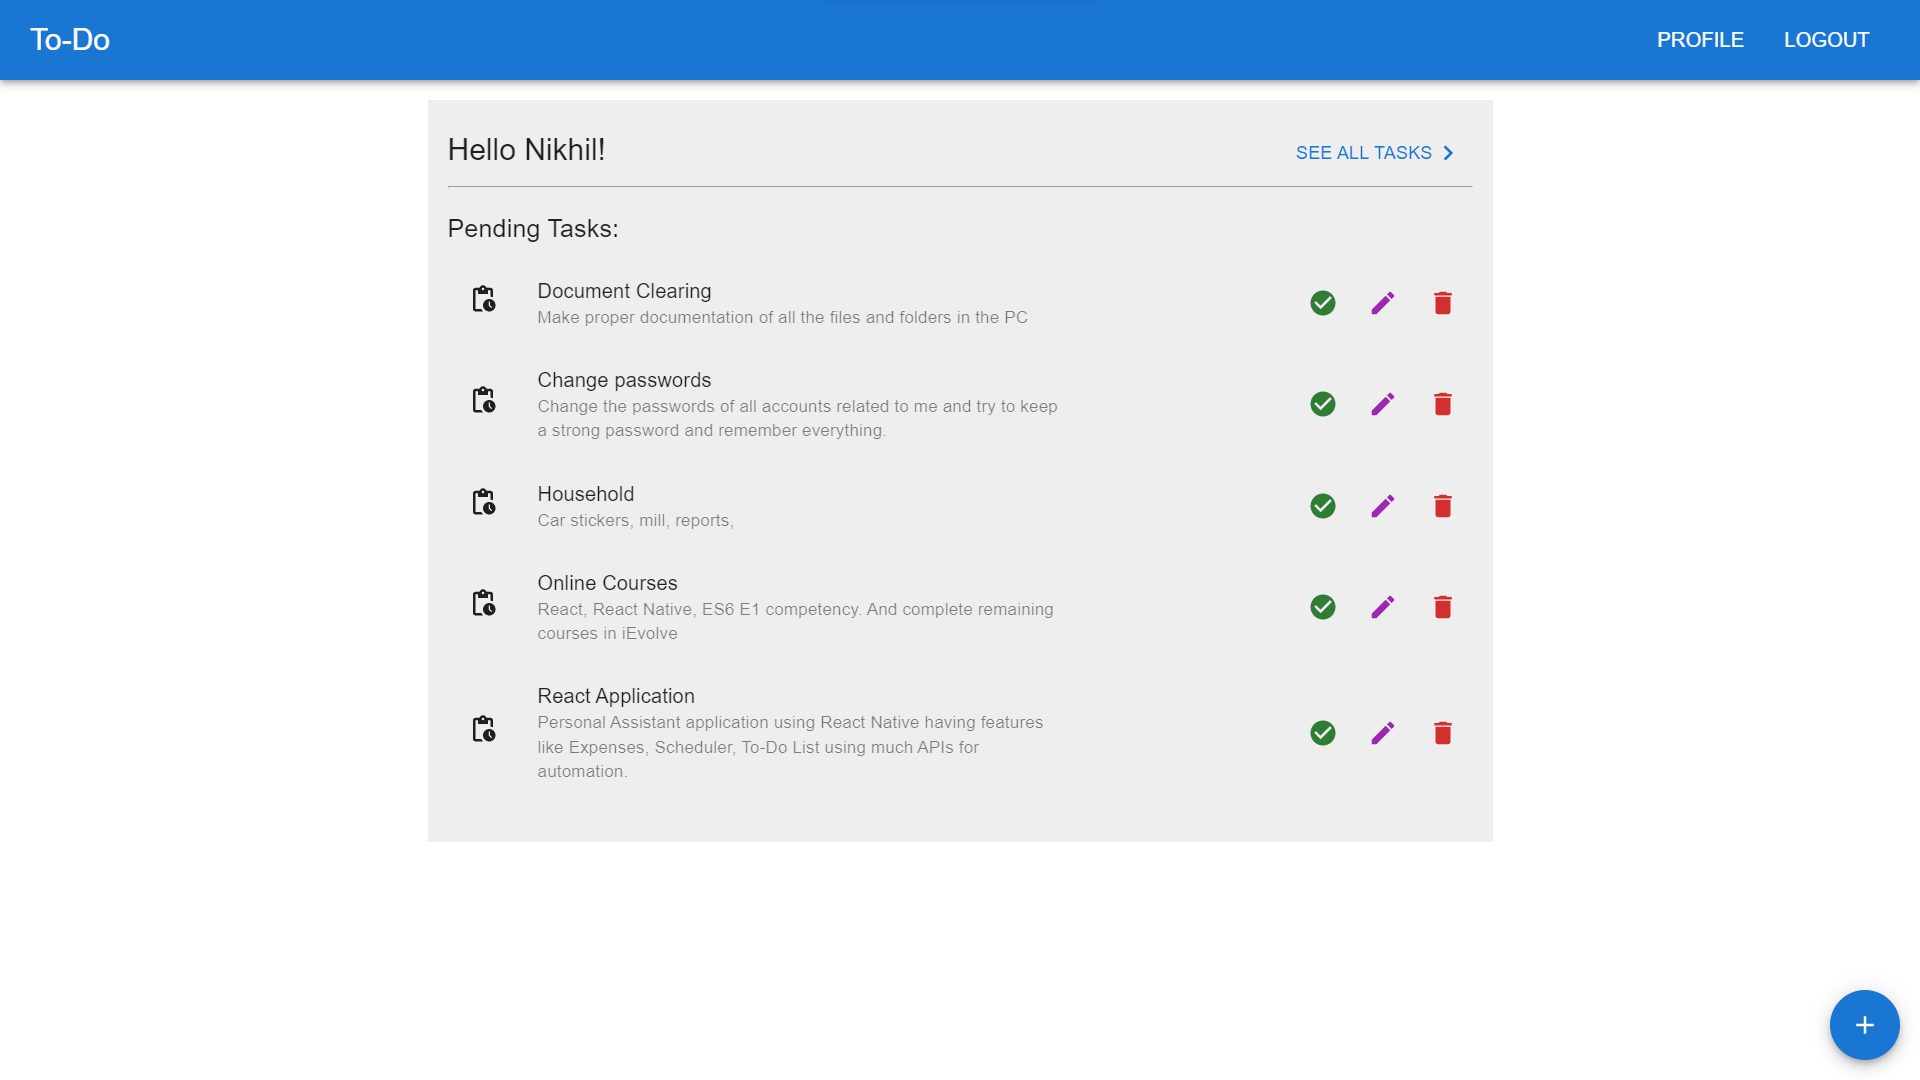 To-Do
PROFILE
LOGOUT
Hello Nikhil!
SEE ALL TASKS
Pending Tasks:
Document Clearing
Make proper documentation of all the files and folders in the PC
Change passwords
Change the passwords of all accounts related to me and try to keep
a strong password and remember everything.
Household
Car stickers, mill, reports,
Online Courses
React, React Native, ES6 E1 competency. And complete remaining
courses in iEvolve
React Application
Personal Assistant application using React Native having features
like Expenses, Scheduler, To-Do List using much APIs for
automation.